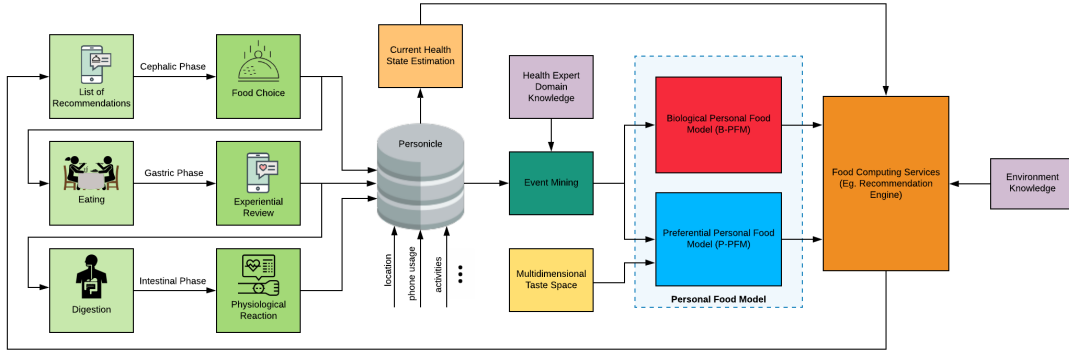 List of
Recommendations
Cephalic Phase
Food Choice
Eating
Gastric Phase
Experiential
Review
Digestion
Intestinal Phase
Physiological
Reaction
Current Health
State Estimation
Personicle
location
phone usage
activities
Health Expert
Domain
Knowledge
Event Mining
Multidimensional
Taste Space
Biological Personal Food
Model (B-PFM)
Preferential Personal Food
Model (P-PFM)
Personal Food Model
Food Computing Services
(Eg. Recommendation
Engine)
Environment
Knowledge